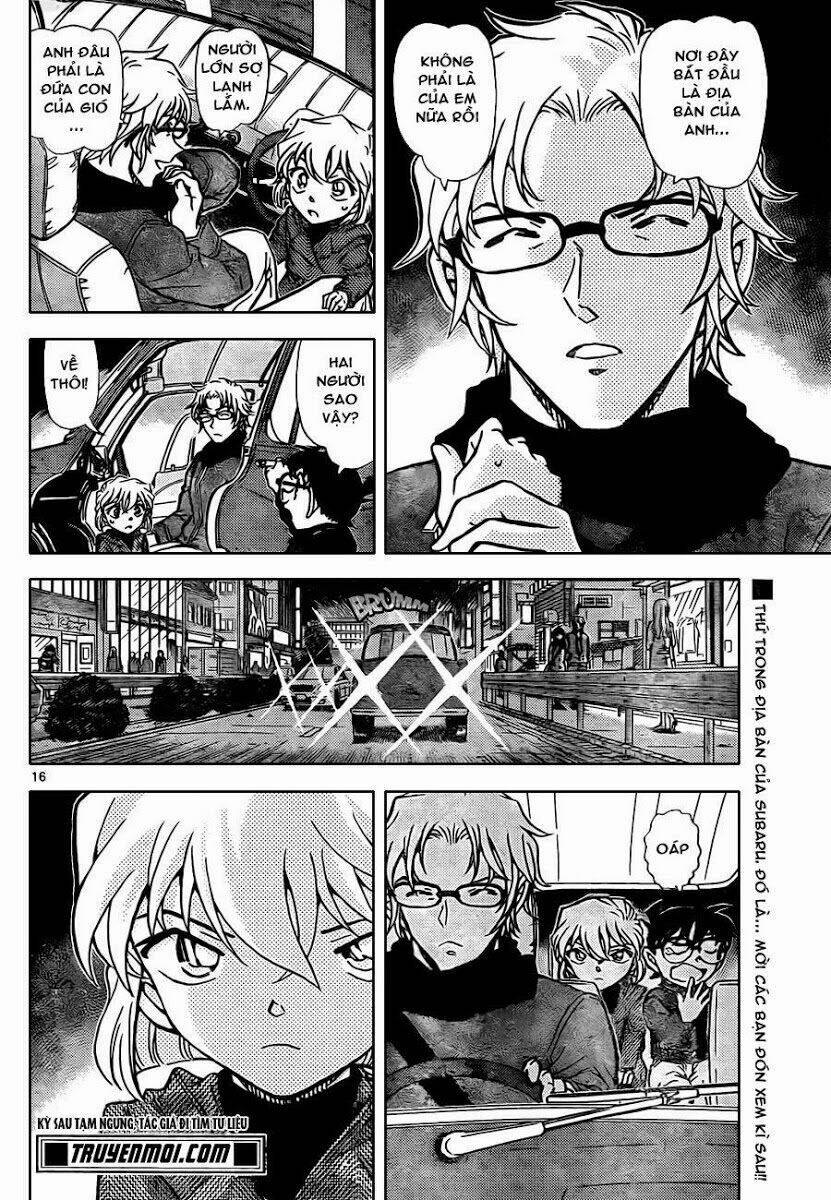 NƠI ĐÂY
BẮT ĐẦU
LÀ ĐỊA
BÀN CỦA
ANH...
KHÔNG
PHẢI LÀ
CỦA EM
NỮA RỒI
NGƯỜI
LỚN SỢ
LẠNH
LẮM.
ANH ĐÂU
PHẢI LÀ
ĐỨA CON
CỦA GIÓ
...
HAI
NGƯỜI
SAO
VẬY?
VỀ
THÔI!
BRUMM
16
THỨ TRONG ĐỊA BÀN CỦA SUBARU. ĐÓ LÀ... MỜI CÁC BẠN ĐÓN XEM KÌ SAU!!
OÁP
KỲ SAU TẠM NGƯNG, TÁC GIẢ ĐI TÌM TƯ LIỆU
TRUYENMOI.COM